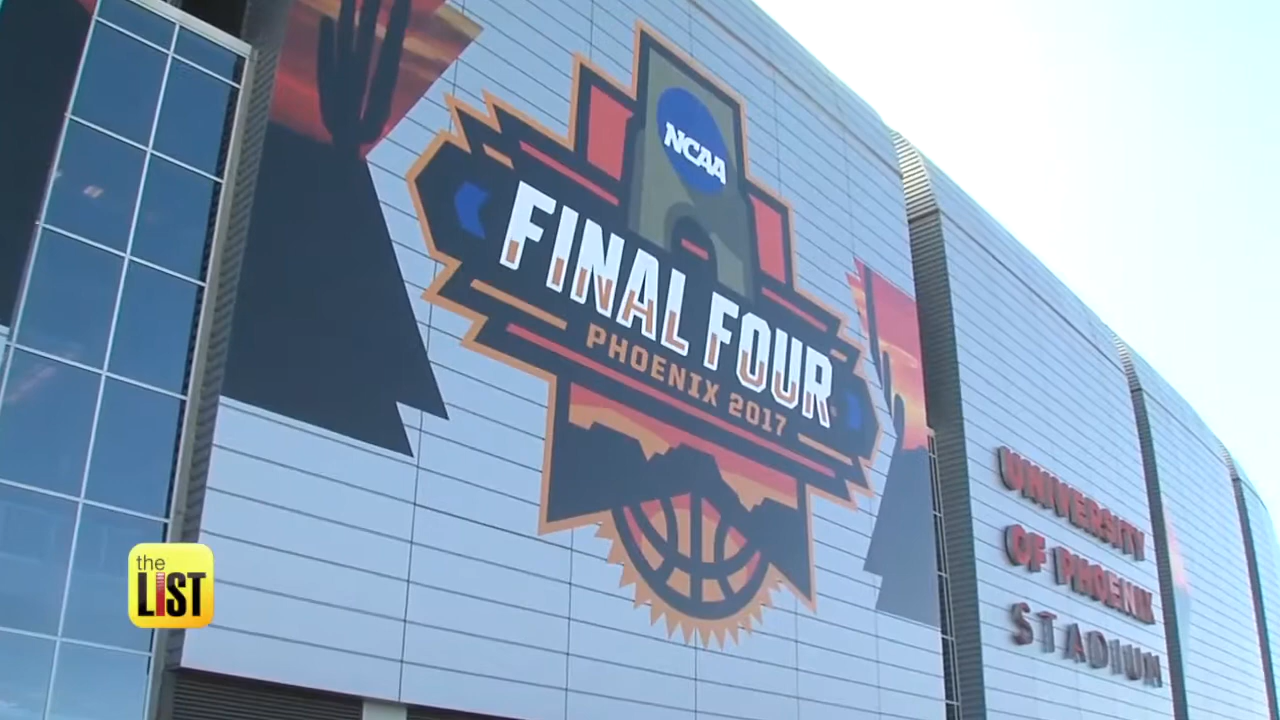 NCAA
FINAL FOUR
PHOENIX 2017
UNIVERSITY
OF PHOENIX
STADIUM
the
LIST